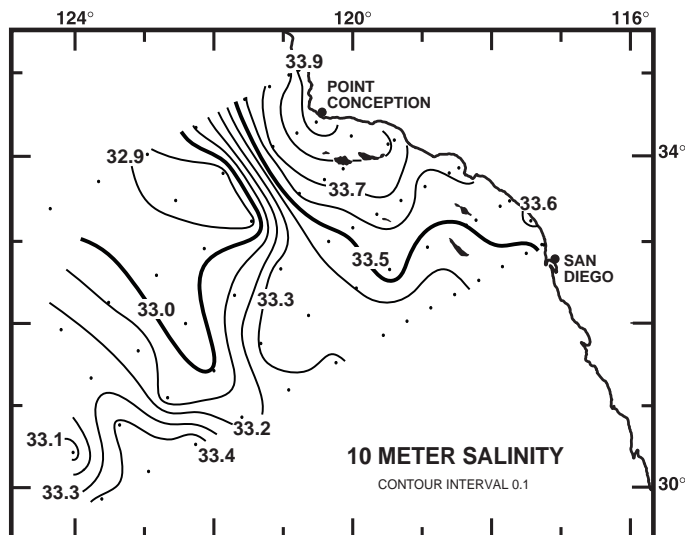 124° 120° 116°
33.9
POINT
CONCEPTION
32.9
34°
33.7
33.6
33.5
SAN
DIEGO
33.3
33.0
33.2
33.1
33.4
10 METER SALINITY
CONTOUR INTERVAL 0.1
33.3
30°